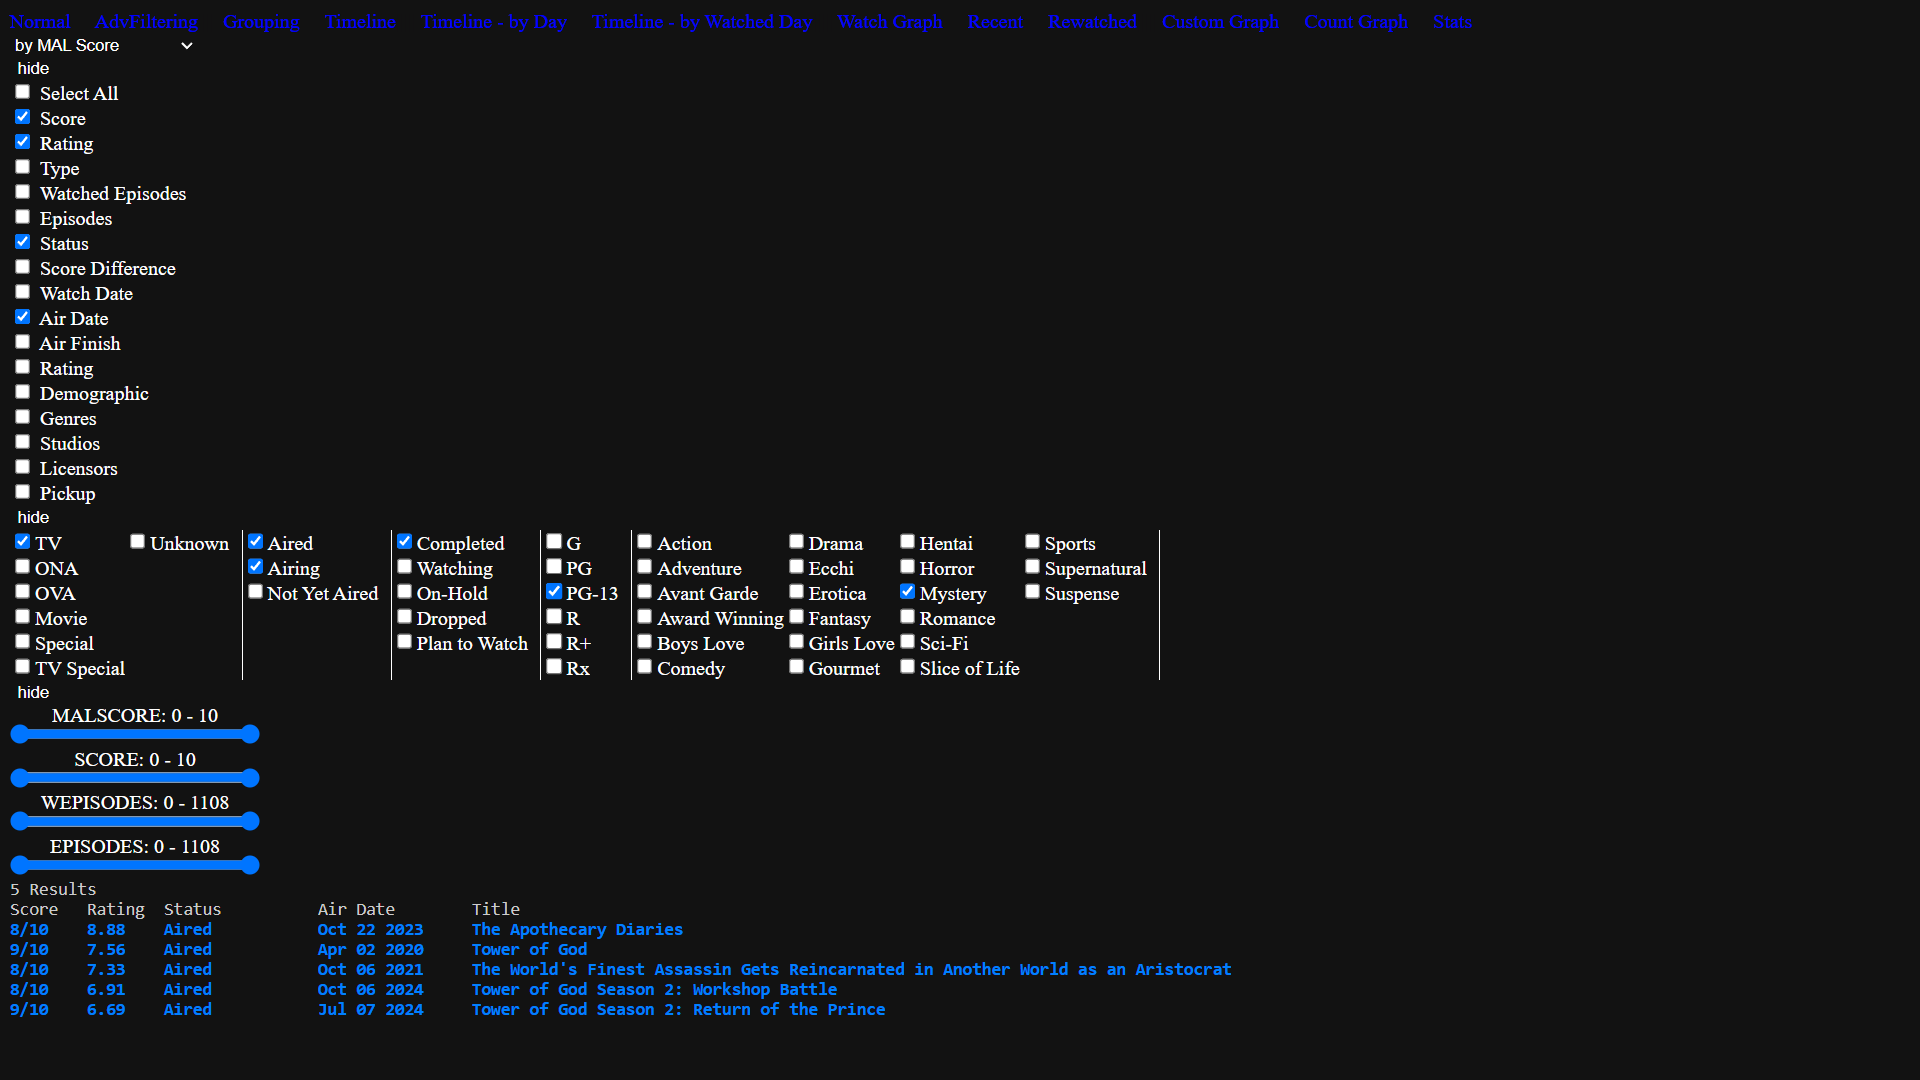 Normal AdvFiltering Grouping Timeline Timeline - by Day Timeline - by Watched Day Watch Graph Recent Rewatched Custom Graph Count Graph Stats
by MAL Score
hide
Select All
Score
Rating
Type
Watched Episodes
Episodes
Status
Score Difference
Watch Date
Air Date
Air Finish
Rating
Demographic
Genres
Studios
Licensors
Pickup
hide
TV Unknown Aired Completed G Action Drama Hentai Sports
ONA Airing Watching PG Adventure Ecchi Horror Supernatural
OVA Not Yet Aired On-Hold PG-13 Avant Garde Erotica Mystery Suspense
Movie Dropped R Award Winning Fantasy Romance
Special Plan to Watch R+ Boys Love Girls Love Sci-Fi
TV Special Rx Comedy Gourmet Slice of Life
hide
MALSCORE: 0 - 10
SCORE: 0 - 10
WEPISODES: 0 - 1108
EPISODES: 0 - 1108
5 Results
Score Rating Status Air Date Title
8/10 8.88 Aired Oct 22 2023 The Apothecary Diaries
9/10 7.56 Aired Apr 02 2020 Tower of God
8/10 7.33 Aired Oct 06 2021 The World's Finest Assassin Gets Reincarnated in Another World as an Aristocrat
8/10 6.91 Aired Oct 06 2024 Tower of God Season 2: Workshop Battle
9/10 6.69 Aired Jul 07 2024 Tower of God Season 2: Return of the Prince